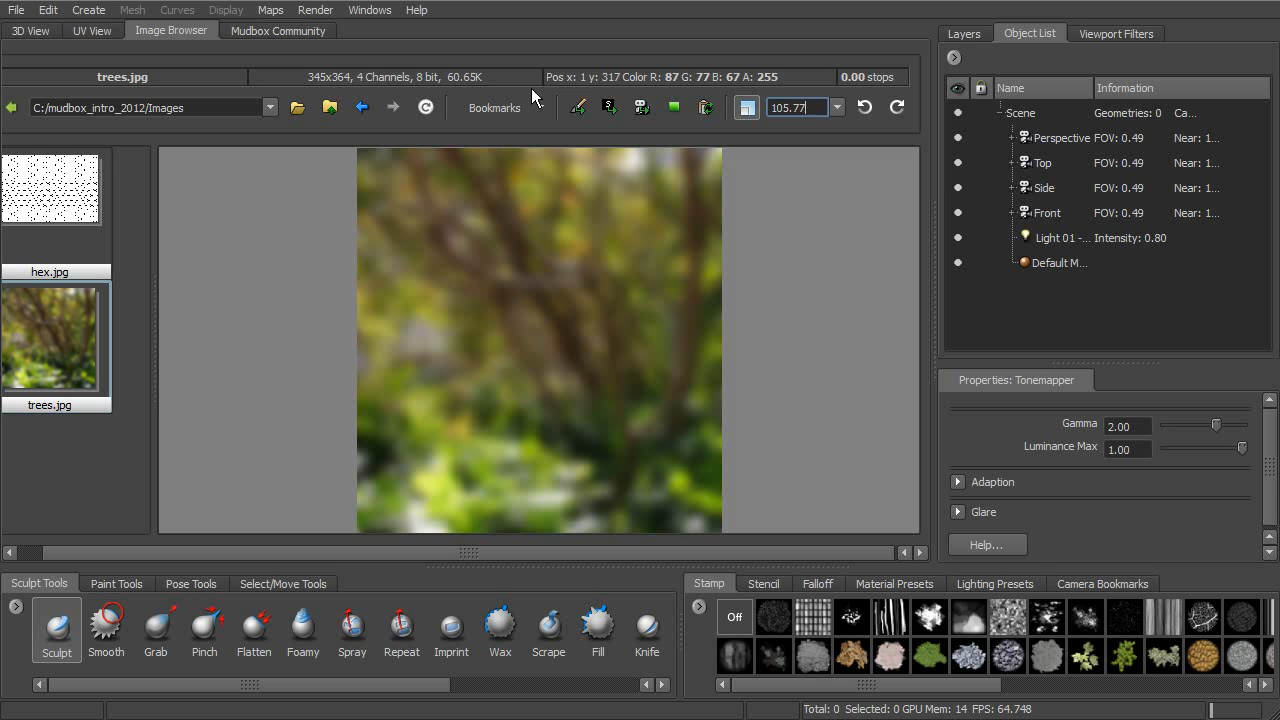 File Edit Create Mesh Curves Display Maps Render Windows Help
3D View UV View Image Browser Mudbox Community
trees.jpg 345x364, 4 Channels, 8 bit, 60.65K Pos x: 1 y: 317 Color R: 87 G: 77 B: 67 A: 255 0.00 stops
C:/mudbox_intro_2012/Images Bookmarks 105.77
hex.jpg
trees.jpg
Layers Object List Viewport Filters
Name Information
Scene Geometries: 0 Ca...
Perspective FOV: 0.49 Near: 1...
Top FOV: 0.49 Near: 1...
Side FOV: 0.49 Near: 1...
Front FOV: 0.49 Near: 1...
Light 01 -... Intensity: 0.80
Default M...
Properties: Tonemapper
Gamma 2.00
Luminance Max 1.00
Adaption
Glare
Help...
Sculpt Tools Paint Tools Pose Tools Select/Move Tools
Sculpt Smooth Grab Pinch Flatten Foamy Spray Repeat Imprint Wax Scrape Fill Knife
Stamp Stencil Falloff Material Presets Lighting Presets Camera Bookmarks
Off
Total: 0 Selected: 0 GPU Mem: 14 FPS: 64.748